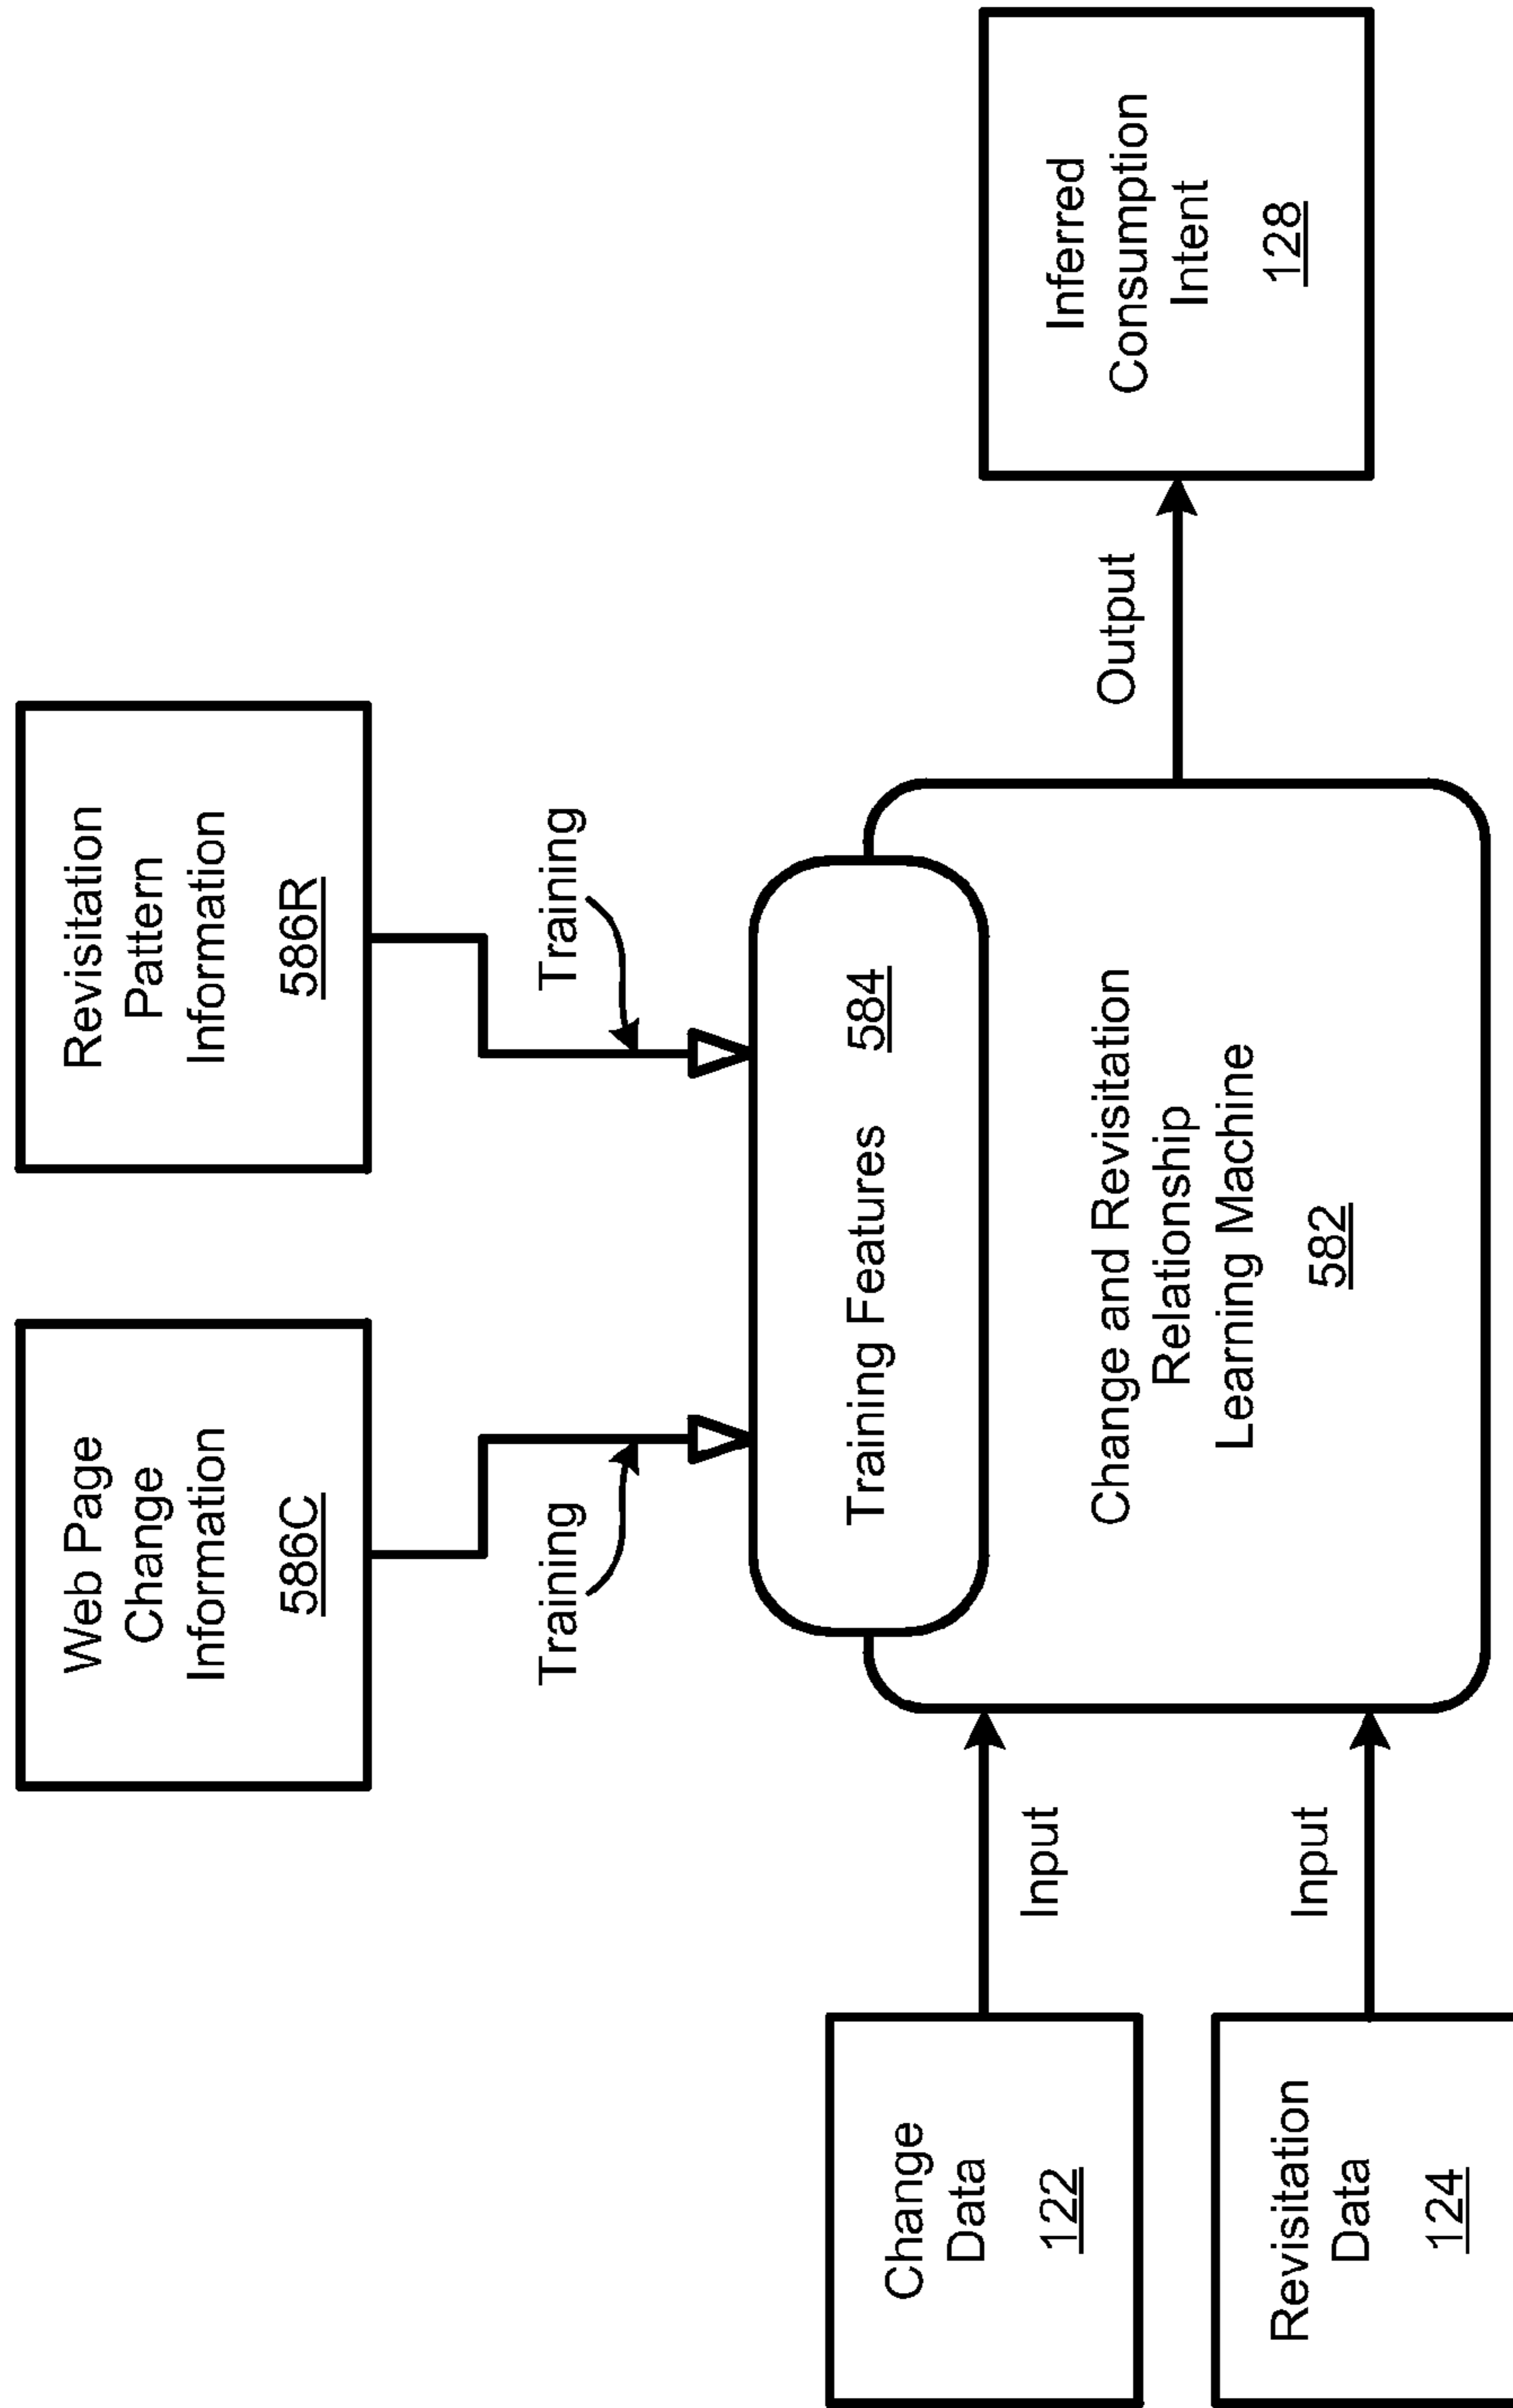 Web Page
Change
Information
586C
Revisitation
Pattern
Information
586R
Training
Training
Training Features 584
Change and Revisitation
Relationship
Learning Machine
582
Change
Data
122
Input
Revisitation
Data
124
Input
Output
Inferred
Consumption
Intent
128